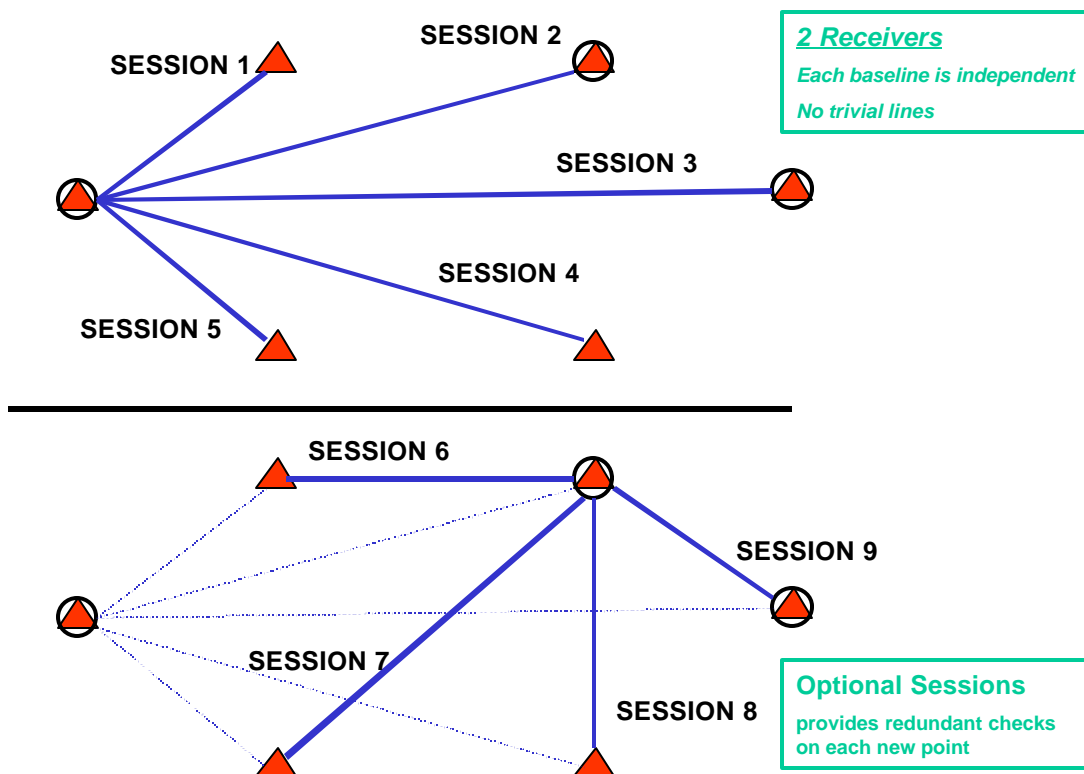 SESSION 1
SESSION 2
2 Receivers
Each baseline is independent
No trivial lines
SESSION 3
SESSION 4
SESSION 5
SESSION 6
SESSION 9
SESSION 7
SESSION 8
Optional Sessions
provides redundant checks
on each new point